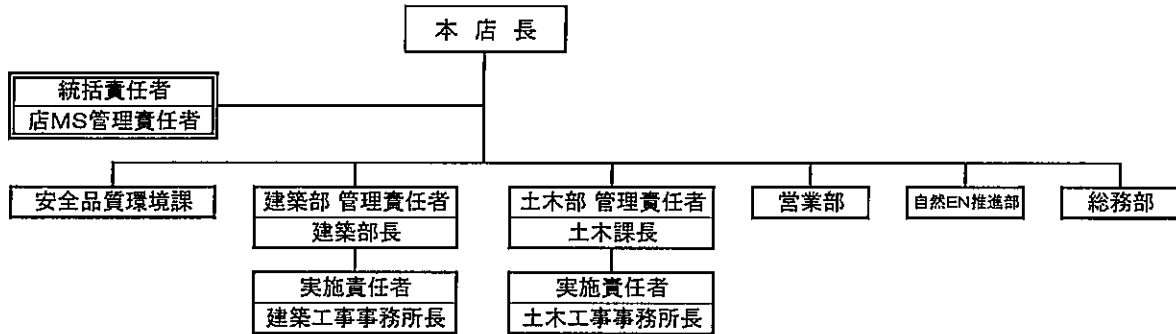 本店長
統括責任者
店MS管理責任者
安全品質環境課
建築部 管理責任者
建築部長
土木部 管理責任者
土木課長
営業部
自然EN推進部
総務部
実施責任者
建築工事事務所長
実施責任者
土木工事事務所長